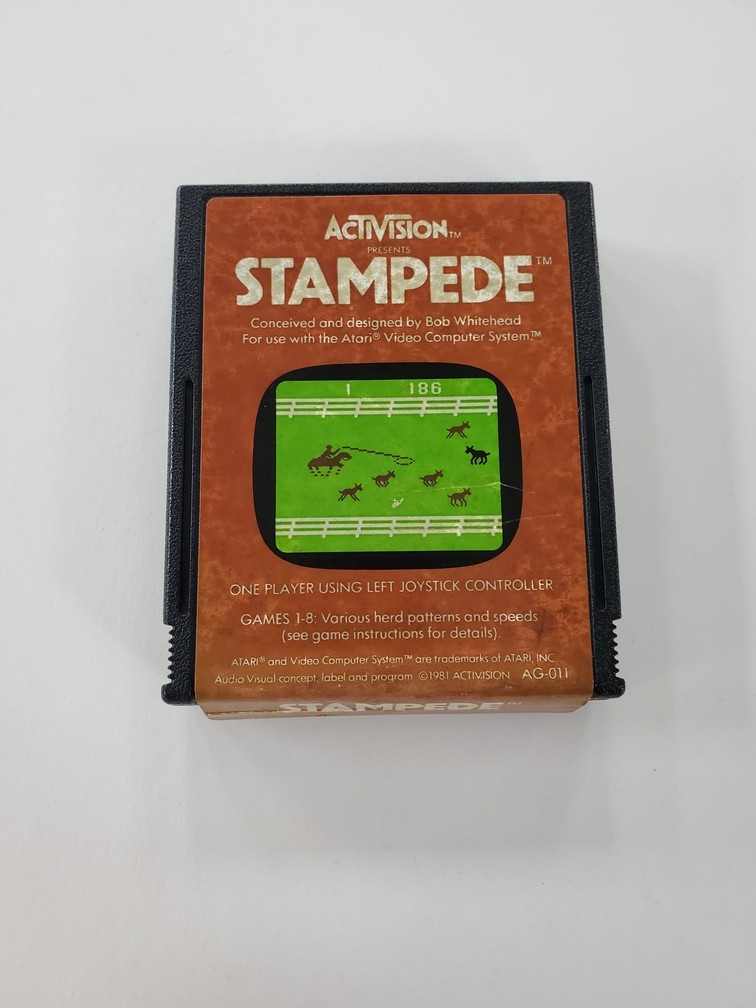 ACTIVISION™
PRESENTS
STAMPEDE™
Conceived and designed by Bob Whitehead
For use with the Atari® Video Computer System.™
1 186
ONE PLAYER USING LEFT JOYSTICK CONTROLLER
GAMES 1-8: Various herd patterns and speeds
(see game instructions for details).
ATARI® and Video Computer System™ are trademarks of ATARI, INC.
Audio Visual concept, label and program ©1981 ACTIVISION AG-011
STAMPEDE™